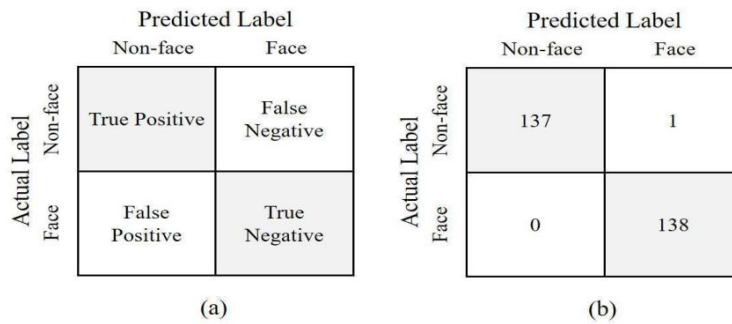 Predicted Label
Non-face Face
Actual Label
Non-face
True Positive
False
Negative
Face
False
Positive
True
Negative
(a)
Predicted Label
Non-face Face
Actual Label
Non-face
137 1
Face
0 138
(b)